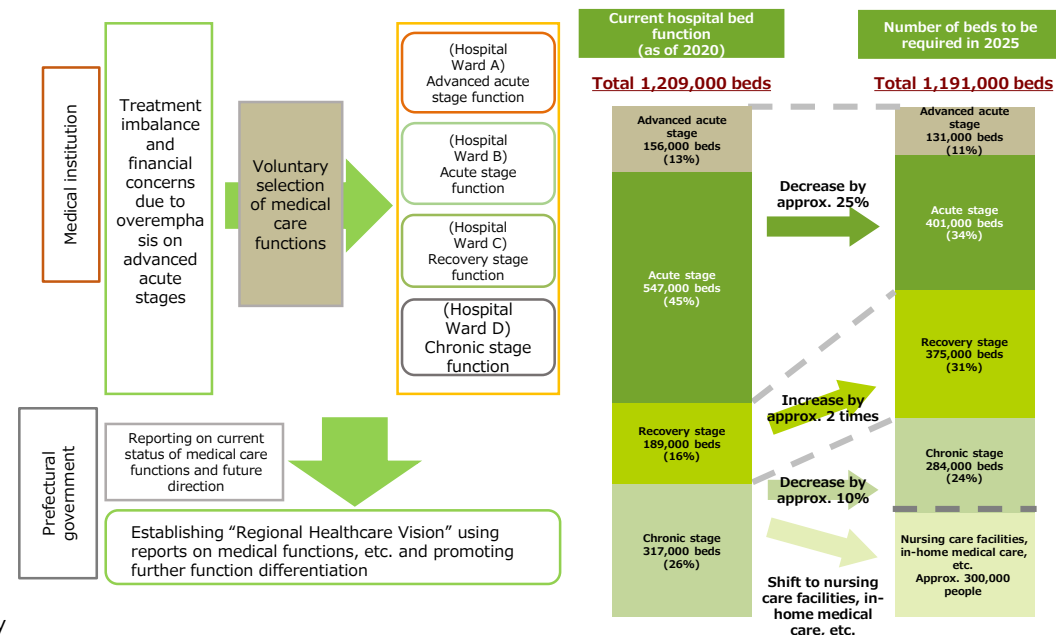 Medical institution
Treatment
imbalance
and
financial
concerns
due to
overempha
sis on
advanced
acute
stages
Voluntary
selection
of medical
care
functions
(Hospital
Ward A)
Advanced acute
stage function
(Hospital
Ward B)
Acute stage
function
(Hospital
Ward C)
Recovery stage
function
(Hospital
Ward D)
Chronic stage
function
Prefectural
government
Reporting on current
status of medical care
functions and future
direction
Establishing “Regional Healthcare Vision” using
reports on medical functions, etc. and promoting
further function differentiation
Current hospital bed
function
(as of 2020)
Total 1,209,000 beds
Advanced acute
stage
156,000 beds
(13%)
Acute stage
547,000 beds
(45%)
Recovery stage
189,000 beds
(16%)
Chronic stage
317,000 beds
(26%)
Decrease by
approx. 25%
Increase by
approx. 2 times
Decrease by
approx. 10%
Shift to nursing
care facilities, in-
home medical
care, etc.
Number of beds to be
required in 2025
Total 1,191,000 beds
Advanced acute
stage
131,000 beds
(11%)
Acute stage
401,000 beds
(34%)
Recovery stage
375,000 beds
(31%)
Chronic stage
284,000 beds
(24%)
Nursing care facilities,
in-home medical care,
etc.
Approx. 300,000
people